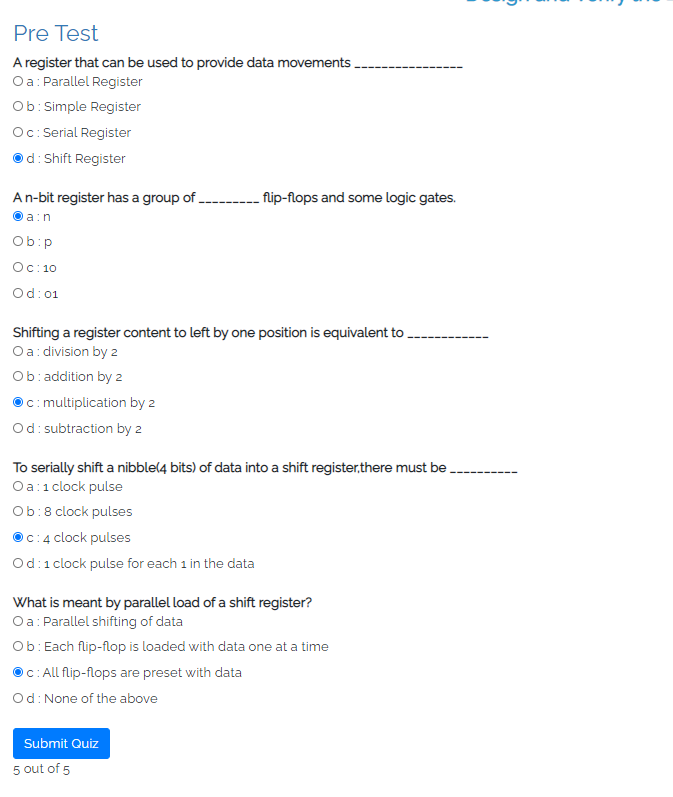 Pre Test
A register that can be used to provide data movements ________________
a : Parallel Register
b : Simple Register
c : Serial Register
d : Shift Register
A n-bit register has a group of _________ flip-flops and some logic gates.
a : n
b : p
c : 10
d : 01
Shifting a register content to left by one position is equivalent to ____________
a : division by 2
b : addition by 2
c : multiplication by 2
d : subtraction by 2
To serially shift a nibble(4 bits) of data into a shift register,there must be __________
a : 1 clock pulse
b : 8 clock pulses
c : 4 clock pulses
d : 1 clock pulse for each 1 in the data
What is meant by parallel load of a shift register?
a : Parallel shifting of data
b : Each flip-flop is loaded with data one at a time
c : All flip-flops are preset with data
d : None of the above
Submit Quiz
5 out of 5